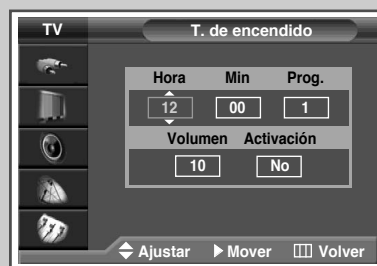 TV T. de encendido
Hora Min Prog.
12 00 1
Volumen Activación
10 No
Ajustar Mover Volver